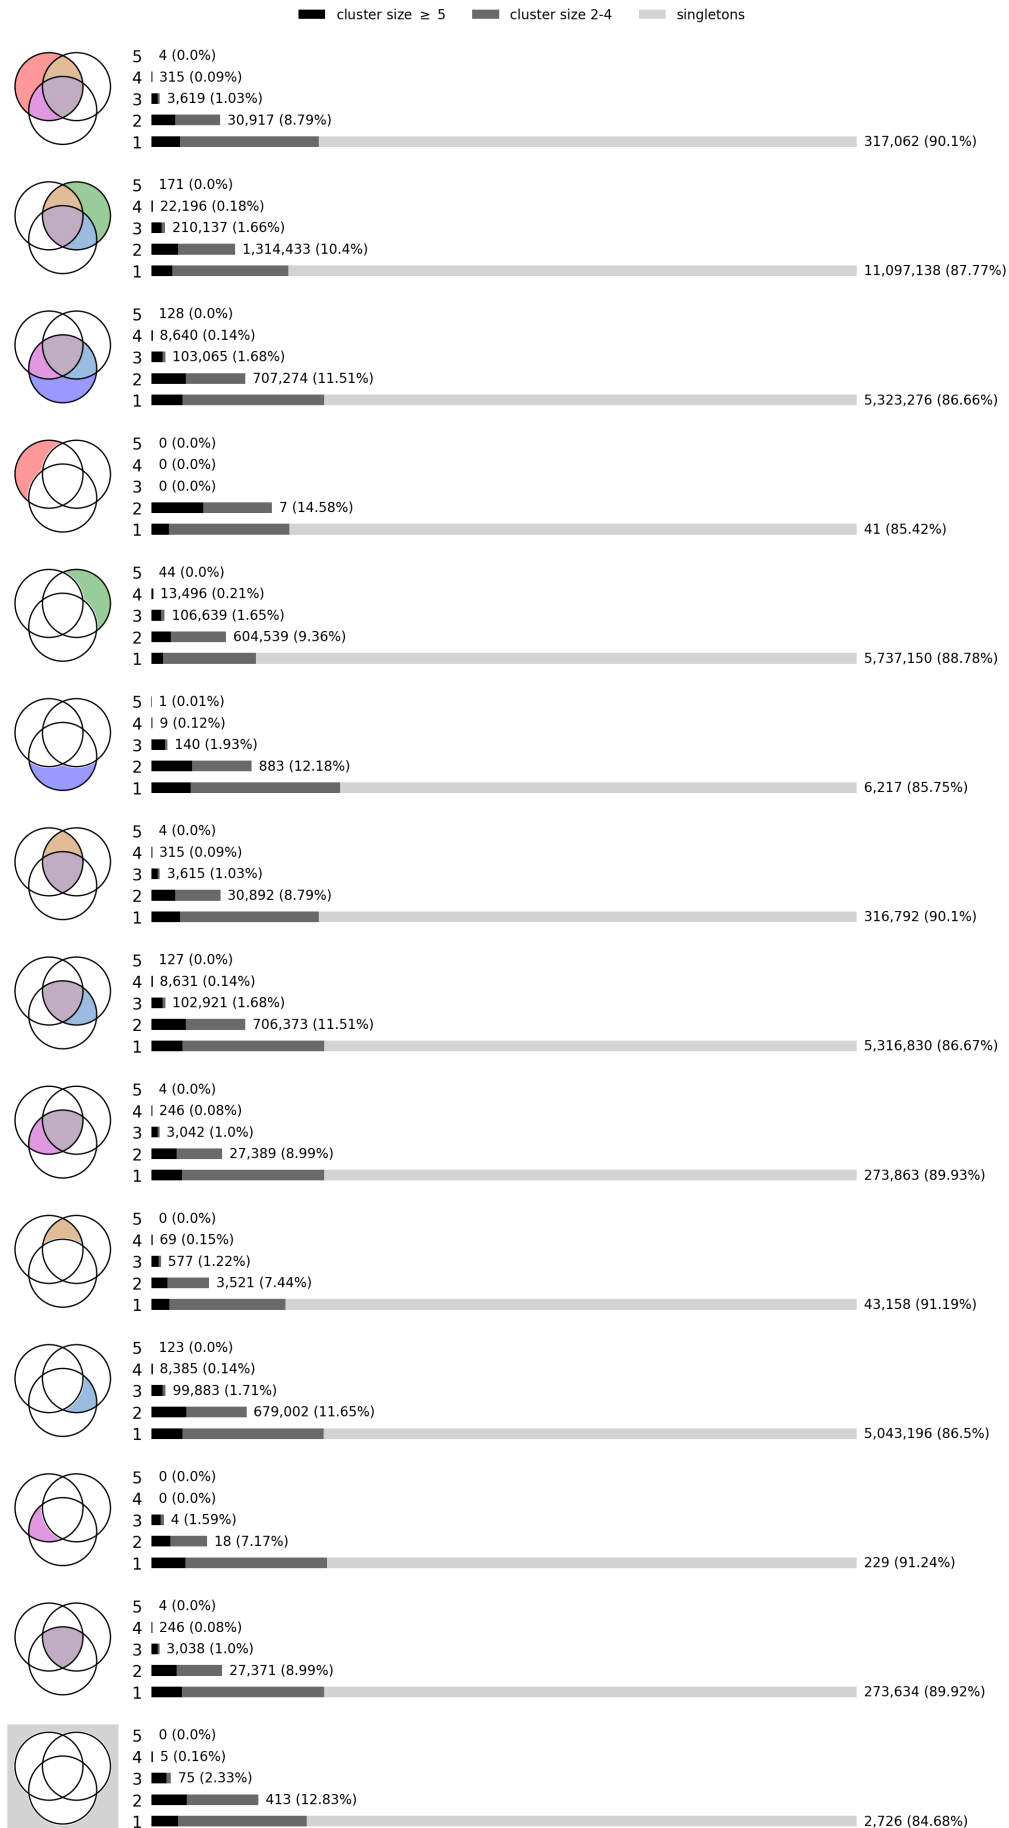 cluster size ≥ 5 cluster size 2-4 singletons
5 4 (0.0%)
4 315 (0.09%)
3 3,619 (1.03%)
2 30,917 (8.79%)
1 317,062 (90.1%)
5 171 (0.0%)
4 22,196 (0.18%)
3 210,137 (1.66%)
2 1,314,433 (10.4%)
1 11,097,138 (87.77%)
5 128 (0.0%)
4 8,640 (0.14%)
3 103,065 (1.68%)
2 707,274 (11.51%)
1 5,323,276 (86.66%)
5 0 (0.0%)
4 0 (0.0%)
3 0 (0.0%)
2 7 (14.58%)
1 41 (85.42%)
5 44 (0.0%)
4 13,496 (0.21%)
3 106,639 (1.65%)
2 604,539 (9.36%)
1 5,737,150 (88.78%)
5 1 (0.01%)
4 9 (0.12%)
3 140 (1.93%)
2 883 (12.18%)
1 6,217 (85.75%)
5 4 (0.0%)
4 315 (0.09%)
3 3,615 (1.03%)
2 30,892 (8.79%)
1 316,792 (90.1%)
5 127 (0.0%)
4 8,631 (0.14%)
3 102,921 (1.68%)
2 706,373 (11.51%)
1 5,316,830 (86.67%)
5 4 (0.0%)
4 246 (0.08%)
3 3,042 (1.0%)
2 27,389 (8.99%)
1 273,863 (89.93%)
5 0 (0.0%)
4 69 (0.15%)
3 577 (1.22%)
2 3,521 (7.44%)
1 43,158 (91.19%)
5 123 (0.0%)
4 8,385 (0.14%)
3 99,883 (1.71%)
2 679,002 (11.65%)
1 5,043,196 (86.5%)
5 0 (0.0%)
4 0 (0.0%)
3 4 (1.59%)
2 18 (7.17%)
1 229 (91.24%)
5 4 (0.0%)
4 246 (0.08%)
3 3,038 (1.0%)
2 27,371 (8.99%)
1 273,634 (89.92%)
5 0 (0.0%)
4 5 (0.16%)
3 75 (2.33%)
2 413 (12.83%)
1 2,726 (84.68%)